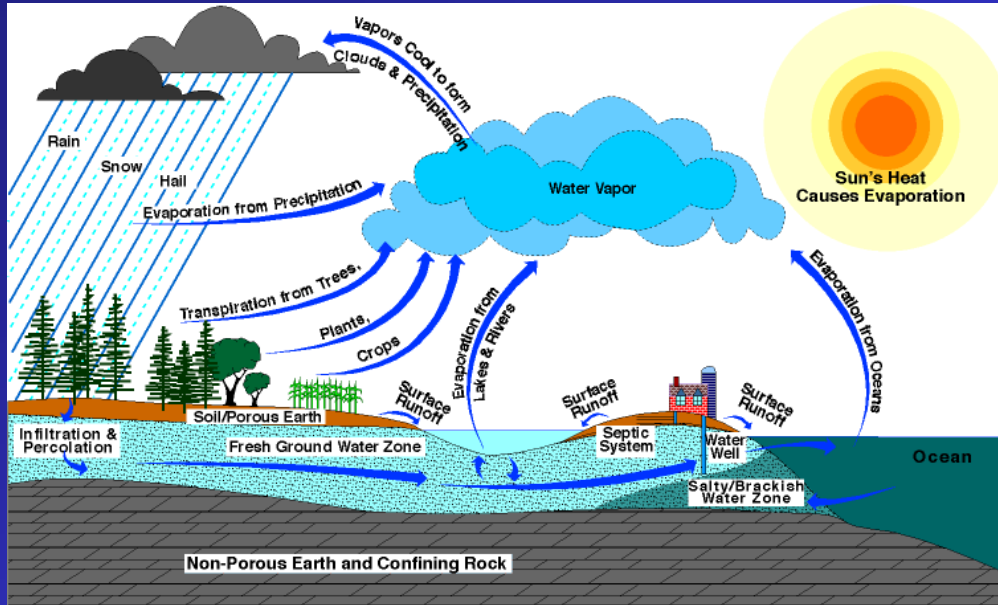 Vapors Cool to form
Clouds & Precipitation
Rain
Snow
Hail
Water Vapor
Sun's Heat
Causes Evaporation
Evaporation from Precipitation
Transpiration from Trees,
Plants,
Crops
Evaporation from
Lakes & Rivers
Evaporation from Oceans
Surface
Runoff
Surface
Runoff
Surface
Runoff
Soil/Porous Earth
Infiltration &
Percolation
Fresh Ground Water Zone
Septic
System
Water
Well
Ocean
Salty/Brackish
Water Zone
Non-Porous Earth and Confining Rock